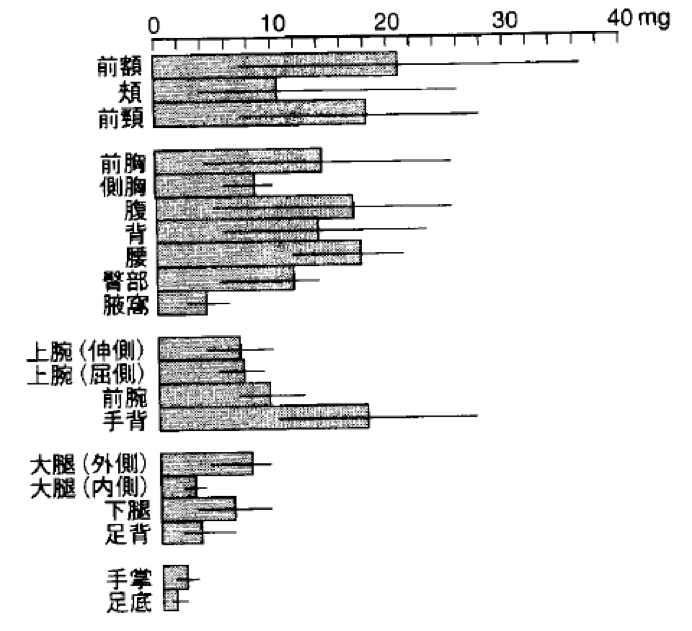 0 10 20 30 40 mg
前額
頬
前頸
前胸
側胸
腹
背
腰
臀部
腋窩
上腕（伸側）
上腕（屈側）
前腕
手背
大腿（外側）
大腿（内側）
下腿
足背
手掌
足底